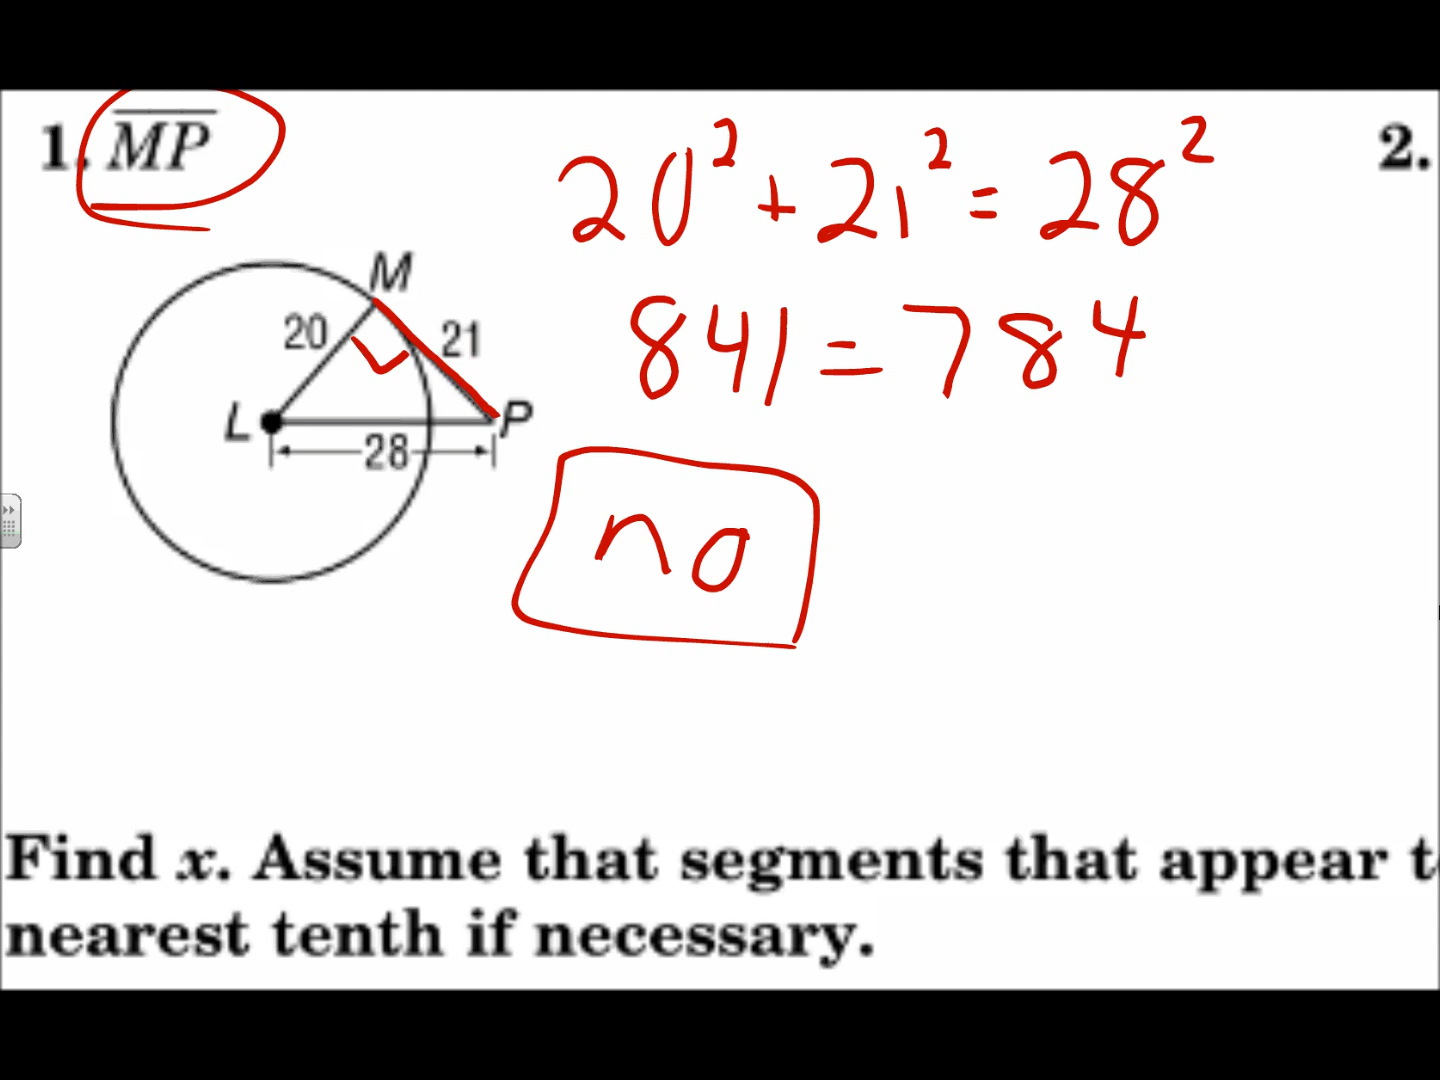 1. MP
20² + 21² = 28²
2.
M
20
21
841 = 784
L
P
28
no
Find x. Assume that segments that appear t
nearest tenth if necessary.